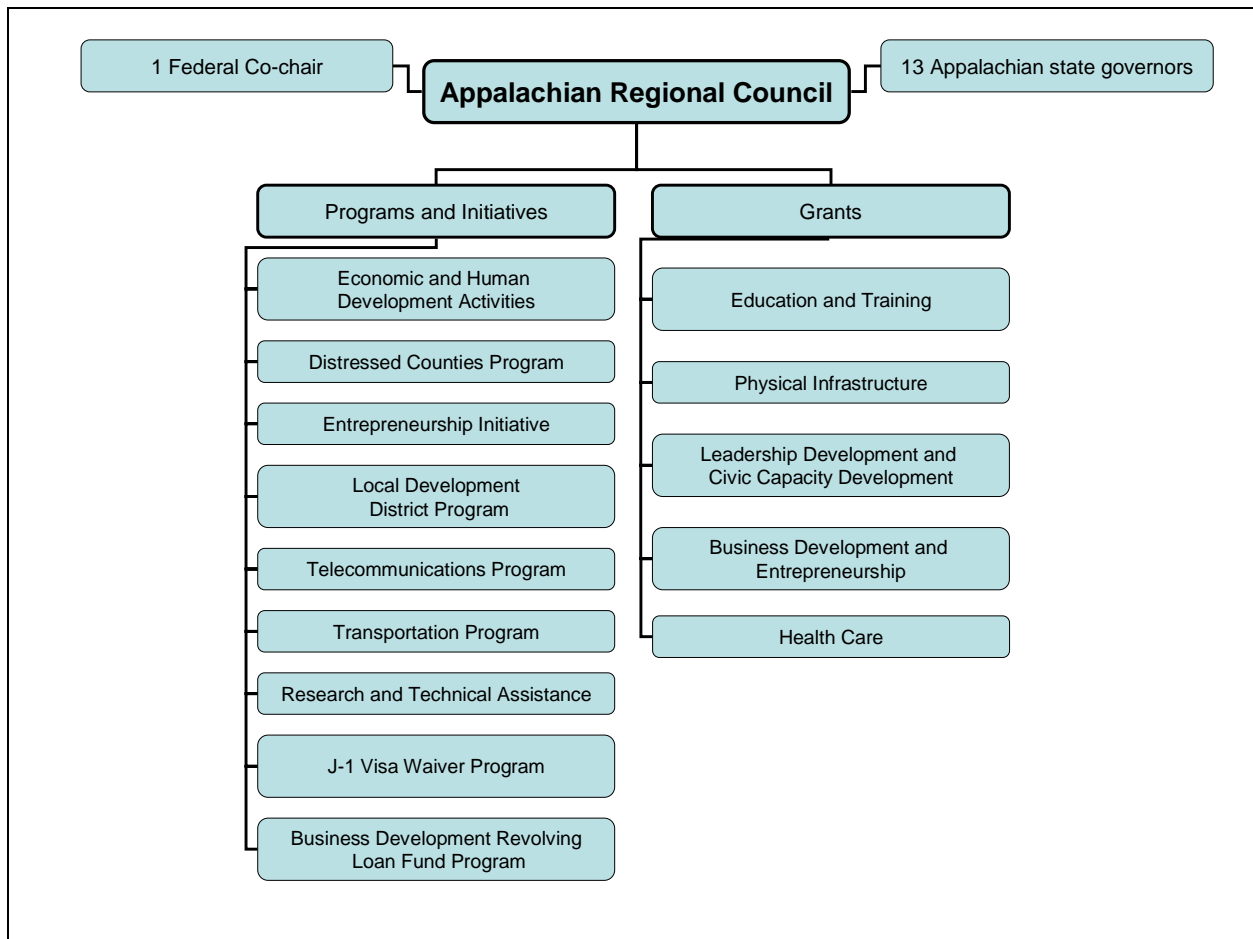 1 Federal Co-chair
Appalachian Regional Council
13 Appalachian state governors
Programs and Initiatives
Economic and Human
Development Activities
Distressed Counties Program
Entrepreneurship Initiative
Local Development
District Program
Telecommunications Program
Transportation Program
Research and Technical Assistance
J-1 Visa Waiver Program
Business Development Revolving
Loan Fund Program
Grants
Education and Training
Physical Infrastructure
Leadership Development and
Civic Capacity Development
Business Development and
Entrepreneurship
Health Care